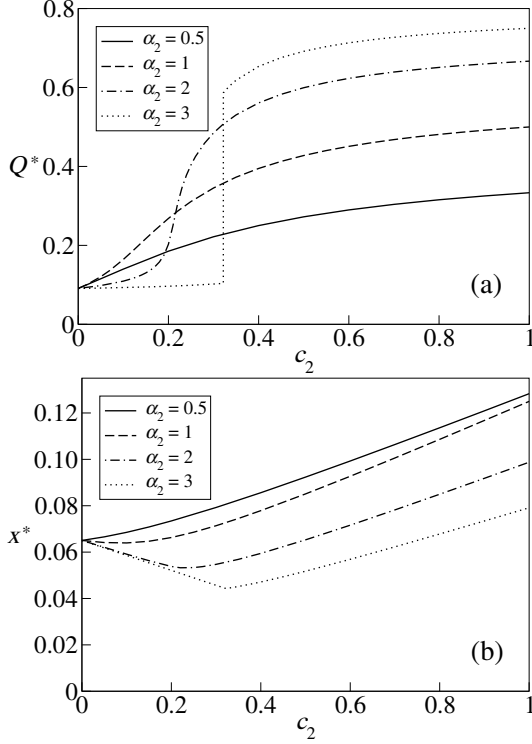 0.8
α₂ = 0.5
α₂ = 1
α₂ = 2
α₂ = 3
0.6
Q*
0.4
0.2
(a)
0
0 0.2 0.4 0.6 0.8 1
c₂
α₂ = 0.5
α₂ = 1
α₂ = 2
α₂ = 3
0.12
0.10
0.08
x*
0.06
0.04
0.02
(b)
0
0 0.2 0.4 0.6 0.8 1
c₂